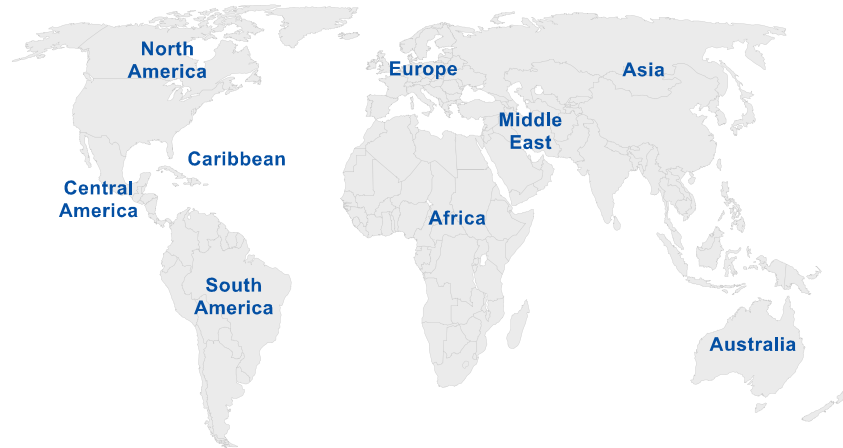 North
America
Europe
Asia
Middle
East
Caribbean
Central
America
Africa
South
America
Australia